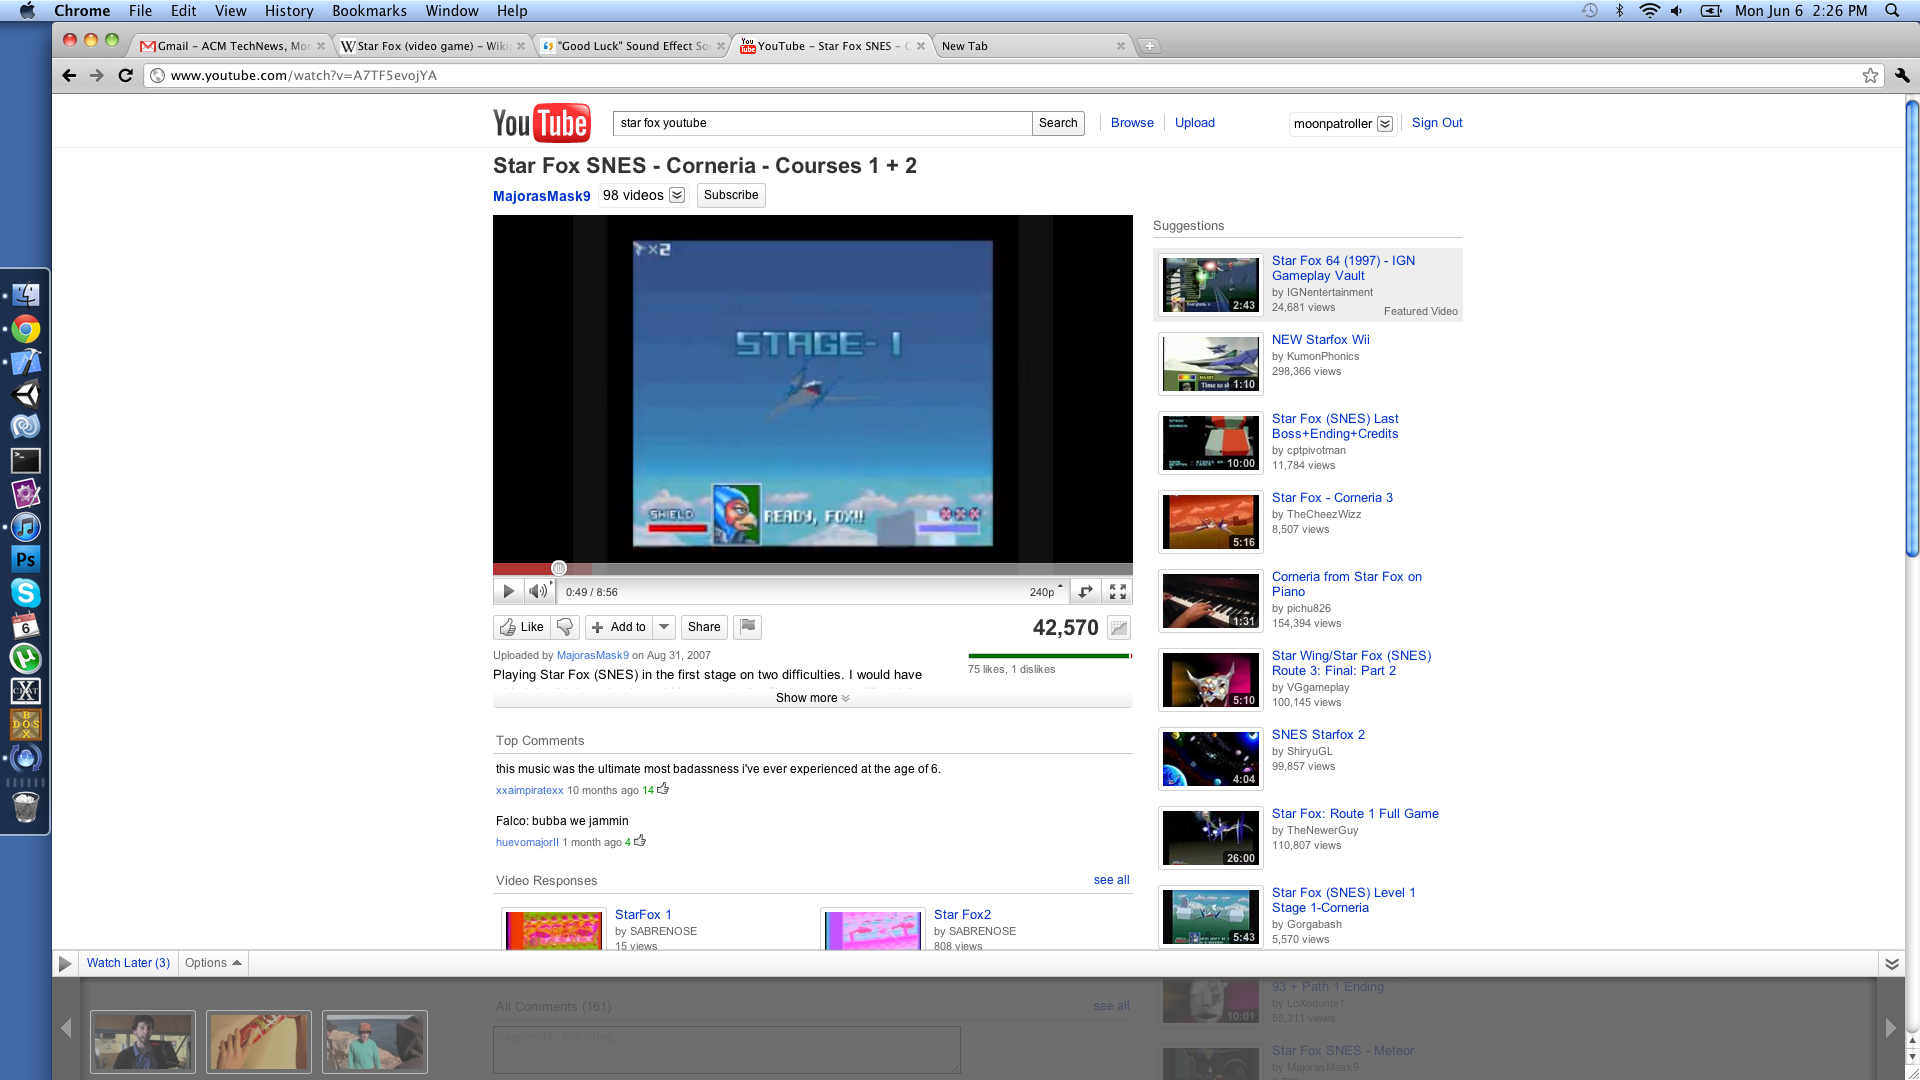 Chrome File Edit View History Bookmarks Window Help
Mon Jun 6 2:26 PM
Gmail – ACM TechNews, Mo
Star Fox (video game) – Wiki
"Good Luck" Sound Effect So
YouTube – Star Fox SNES – C
New Tab
www.youtube.com/watch?v=A7TF5evojYA
YouTube
star fox youtube
Search
Browse
Upload
moonpatroller
Sign Out
Star Fox SNES - Corneria - Courses 1 + 2
MajorasMask9 98 videos Subscribe
×2
STAGE- 1
SHIELD
READY, FOX!!
0:49 / 8:56
240p
Like
Add to
Share
42,570
Uploaded by MajorasMask9 on Aug 31, 2007
75 likes, 1 dislikes
Playing Star Fox (SNES) in the first stage on two difficulties. I would have
Show more
Top Comments
this music was the ultimate most badassness i've ever experienced at the age of 6.
xxaimpiratexx 10 months ago 14
Falco: bubba we jammin
huevomajorII 1 month ago 4
Video Responses
see all
StarFox 1
by SABRENOSE
15 views
Star Fox2
by SABRENOSE
808 views
Suggestions
2:43
Star Fox 64 (1997) - IGN
Gameplay Vault
by IGNentertainment
24,681 views
Featured Video
1:10
NEW Starfox Wii
by KumonPhonics
298,366 views
10:00
Star Fox (SNES) Last
Boss+Ending+Credits
by cptpivotman
11,784 views
5:16
Star Fox - Corneria 3
by TheCheezWizz
8,507 views
1:31
Corneria from Star Fox on
Piano
by pichu826
154,394 views
5:10
Star Wing/Star Fox (SNES)
Route 3: Final: Part 2
by VGgameplay
100,145 views
4:04
SNES Starfox 2
by ShiryuGL
99,857 views
26:00
Star Fox: Route 1 Full Game
by TheNewerGuy
110,807 views
5:43
Star Fox (SNES) Level 1
Stage 1-Corneria
by Gorgabash
5,570 views
Watch Later (3)
Options
All Comments (161)
see all
Respond to this video...
10:01
93 + Path 1 Ending
by LoXodonte1
55,311 views
Star Fox SNES - Meteor
by MajorasMask9
Ps
6
X
CHAT
DOS